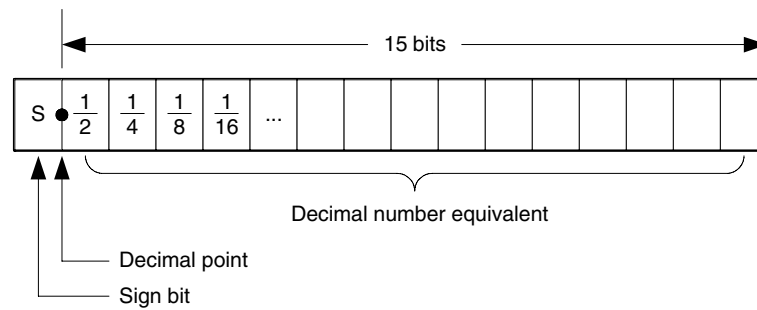 15 bits
S 1/2 1/4 1/8 1/16 ...
Decimal number equivalent
Decimal point
Sign bit